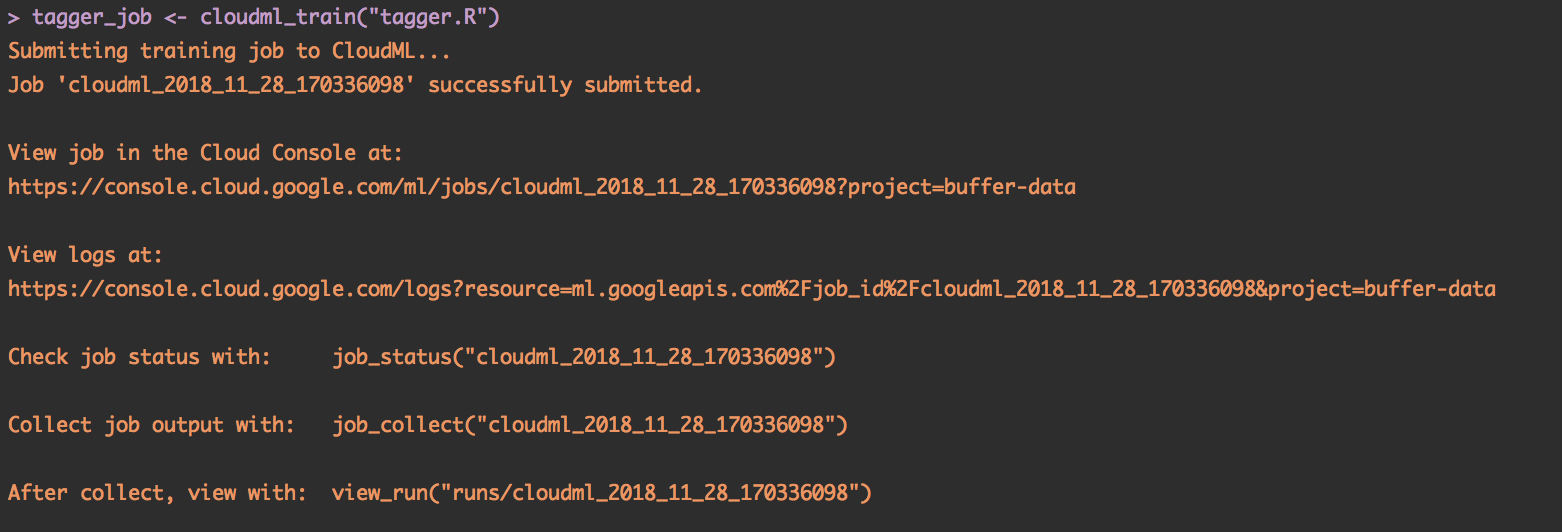 > tagger_job <- cloudml_train("tagger.R")
Submitting training job to CloudML...
Job 'cloudml_2018_11_28_170336098' successfully submitted.
View job in the Cloud Console at:
https://console.cloud.google.com/ml/jobs/cloudml_2018_11_28_170336098?project=buffer-data
View logs at:
https://console.cloud.google.com/logs?resource=ml.googleapis.com%2Fjob_id%2Fcloudml_2018_11_28_170336098&project=buffer-data
Check job status with:     job_status("cloudml_2018_11_28_170336098")
Collect job output with:   job_collect("cloudml_2018_11_28_170336098")
After collect, view with:  view_run("runs/cloudml_2018_11_28_170336098")